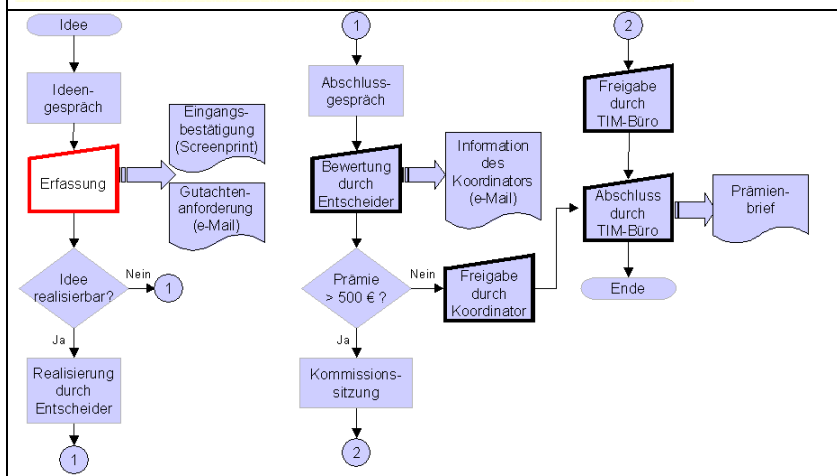 Idee
Ideen-
gespräch
Erfassung
Eingangs-
bestätigung
(Screenprint)
Gutachten-
anforderung
(e-Mail)
Idee
realisierbar?
Nein
1
Ja
Realisierung
durch
Entscheider
1
1
Abschluss-
gespräch
Bewertung
durch
Entscheider
Information
des
Koordinators
(e-Mail)
Prämie
> 500 € ?
Nein
Freigabe
durch
Koordinator
Ja
Kommissions-
sitzung
2
2
Freigabe
durch
TIM-Büro
Abschluss
durch
TIM-Büro
Prämien-
brief
Ende